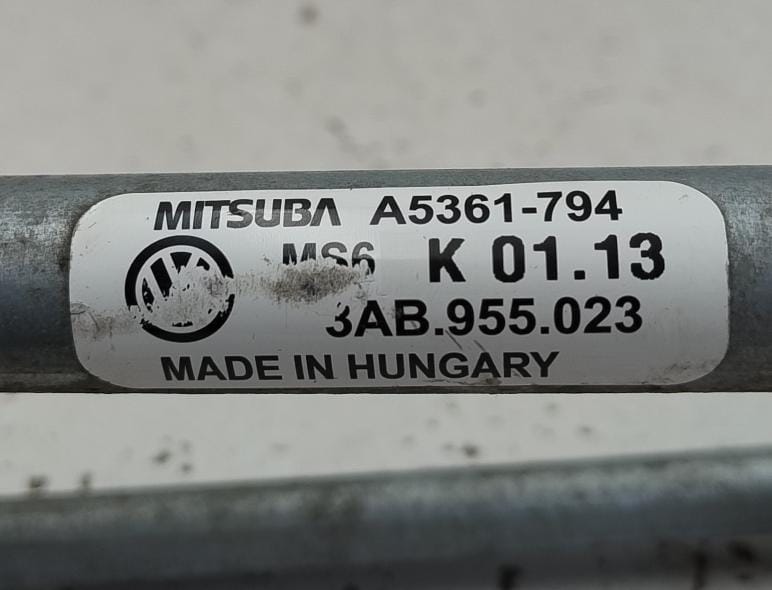 MITSUBA A5361-794
MS6 K 01.13
3AB.955.023
MADE IN HUNGARY